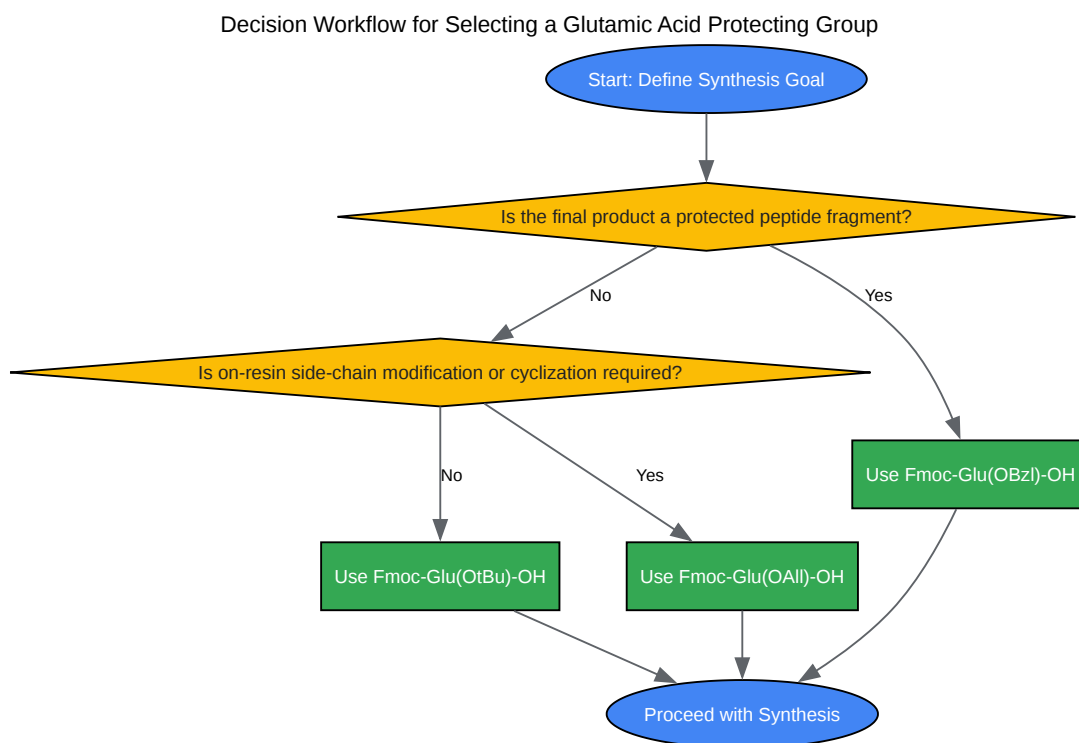 Decision Workflow for Selecting a Glutamic Acid Protecting Group
Start: Define Synthesis Goal
Is the final product a protected peptide fragment?
No
Yes
Is on-resin side-chain modification or cyclization required?
No
Yes
Use Fmoc-Glu(OBzl)-OH
Use Fmoc-Glu(OtBu)-OH
Use Fmoc-Glu(OAll)-OH
Proceed with Synthesis